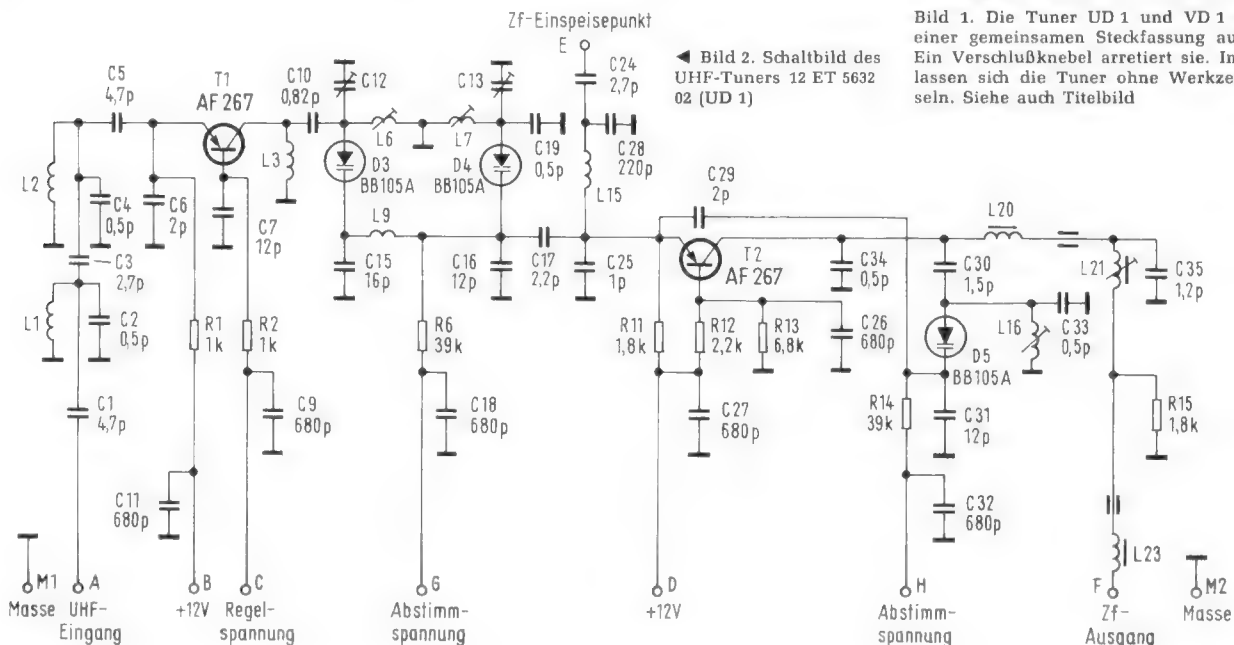 Zf-Einspeisepunkt
E
◄ Bild 2. Schaltbild des
UHF-Tuners 12 ET 5632
02 (UD 1)
Bild 1. Die Tuner UD 1 und VD 1
einer gemeinsamen Steckfassung
Ein Verschlußknebel arretiert sie.
lassen sich die Tuner ohne
seln. Siehe auch Titelbild
C5
4,7p
T1
AF 267
C10
0,82p
C12
C13
C24
2,7p
L6
L7
L3
D3
BB105A
D4
BB105A
C19
0,5p
C28
220p
L15
L2
C4
0,5p
C6
2p
C7
12p
C3
2,7p
L9
C15
16p
C16
12p
C17
2,2p
C25
1p
C29
2p
T2
AF 267
C34
0,5p
C30
1,5p
L20
L21
C35
1,2p
L1
C2
0,5p
R1
1k
R2
1k
R6
39k
R11
1,8k
R12
2,2k
R13
6,8k
C26
680p
L16
C33
0,5p
D5
BB105A
C1
4,7p
C9
680p
C18
680p
C27
680p
R14
39k
C31
12p
R15
1,8k
C11
680p
C32
680p
L23
M1
Masse
A
UHF-
Eingang
B
+12V
C
Regel-
spannung
G
Abstimm-
spannung
D
+12V
H
Abstimm-
spannung
F
Zf-
Ausgang
M2
Masse